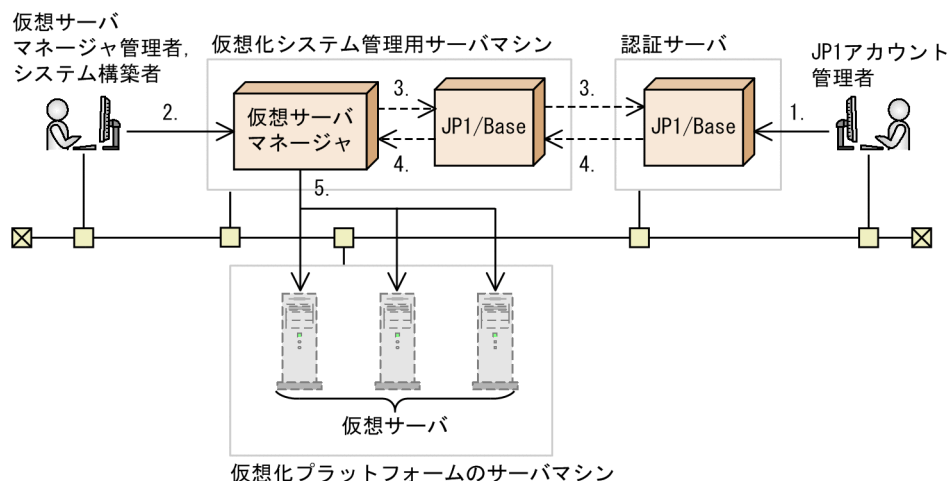 仮想サーバ
マネージャ管理者,
システム構築者
仮想化システム管理用サーバマシン
認証サーバ
JP1アカウント
管理者
2.
仮想サーバ
マネージャ
3.
4.
JP1/Base
3.
4.
JP1/Base
1.
5.
仮想サーバ
仮想化プラットフォームのサーバマシン